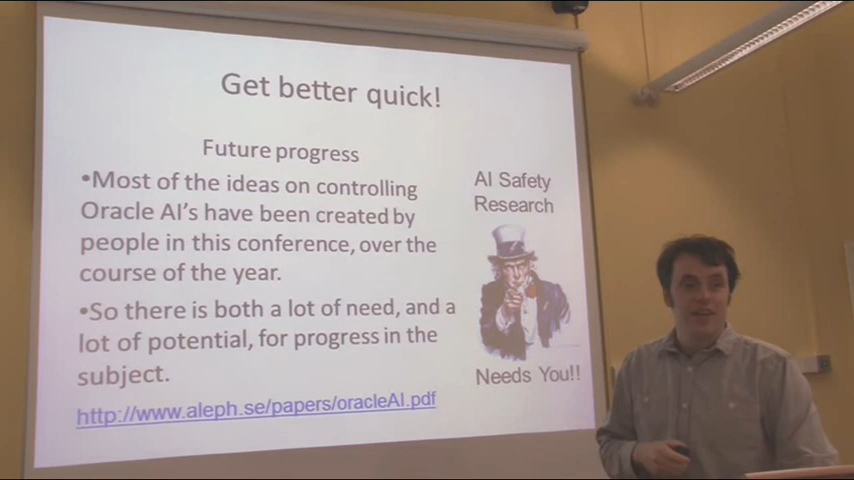 Get better quick!
Future progress
•Most of the ideas on controlling
Oracle AI's have been created by
people in this conference, over the
course of the year.
•So there is both a lot of need, and a
lot of potential, for progress in the
subject.
http://www.aleph.se/papers/oracleAI.pdf
AI Safety
Research
Needs You!!